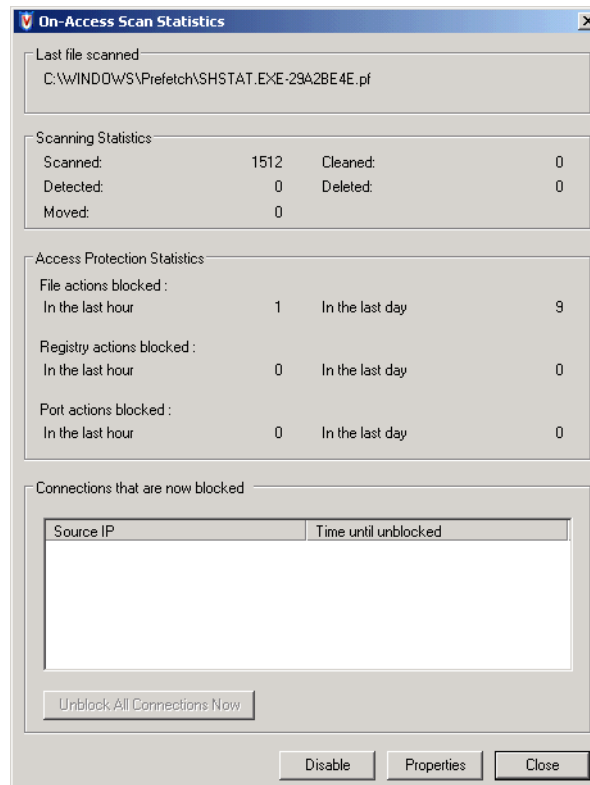 On-Access Scan Statistics
Last file scanned
C:\WINDOWS\Prefetch\SHSTAT.EXE-29A2BE4E.pf
Scanning Statistics
Scanned: 1512 Cleaned: 0
Detected: 0 Deleted: 0
Moved: 0
Access Protection Statistics
File actions blocked :
In the last hour 1 In the last day 9
Registry actions blocked :
In the last hour 0 In the last day 0
Port actions blocked :
In the last hour 0 In the last day 0
Connections that are now blocked
Source IP Time until unblocked
Unblock All Connections Now
Disable Properties Close